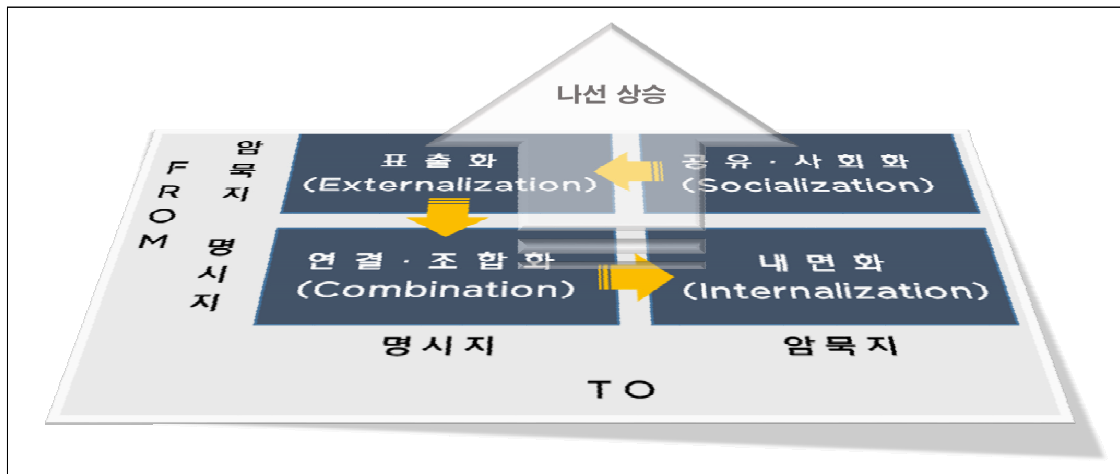 나선 상승
FROM
암묵지
표출화
(Externalization)
공유·사회화
(Socialization)
명시지
연결·조합화
(Combination)
내면화
(Internalization)
명시지
암묵지
TO